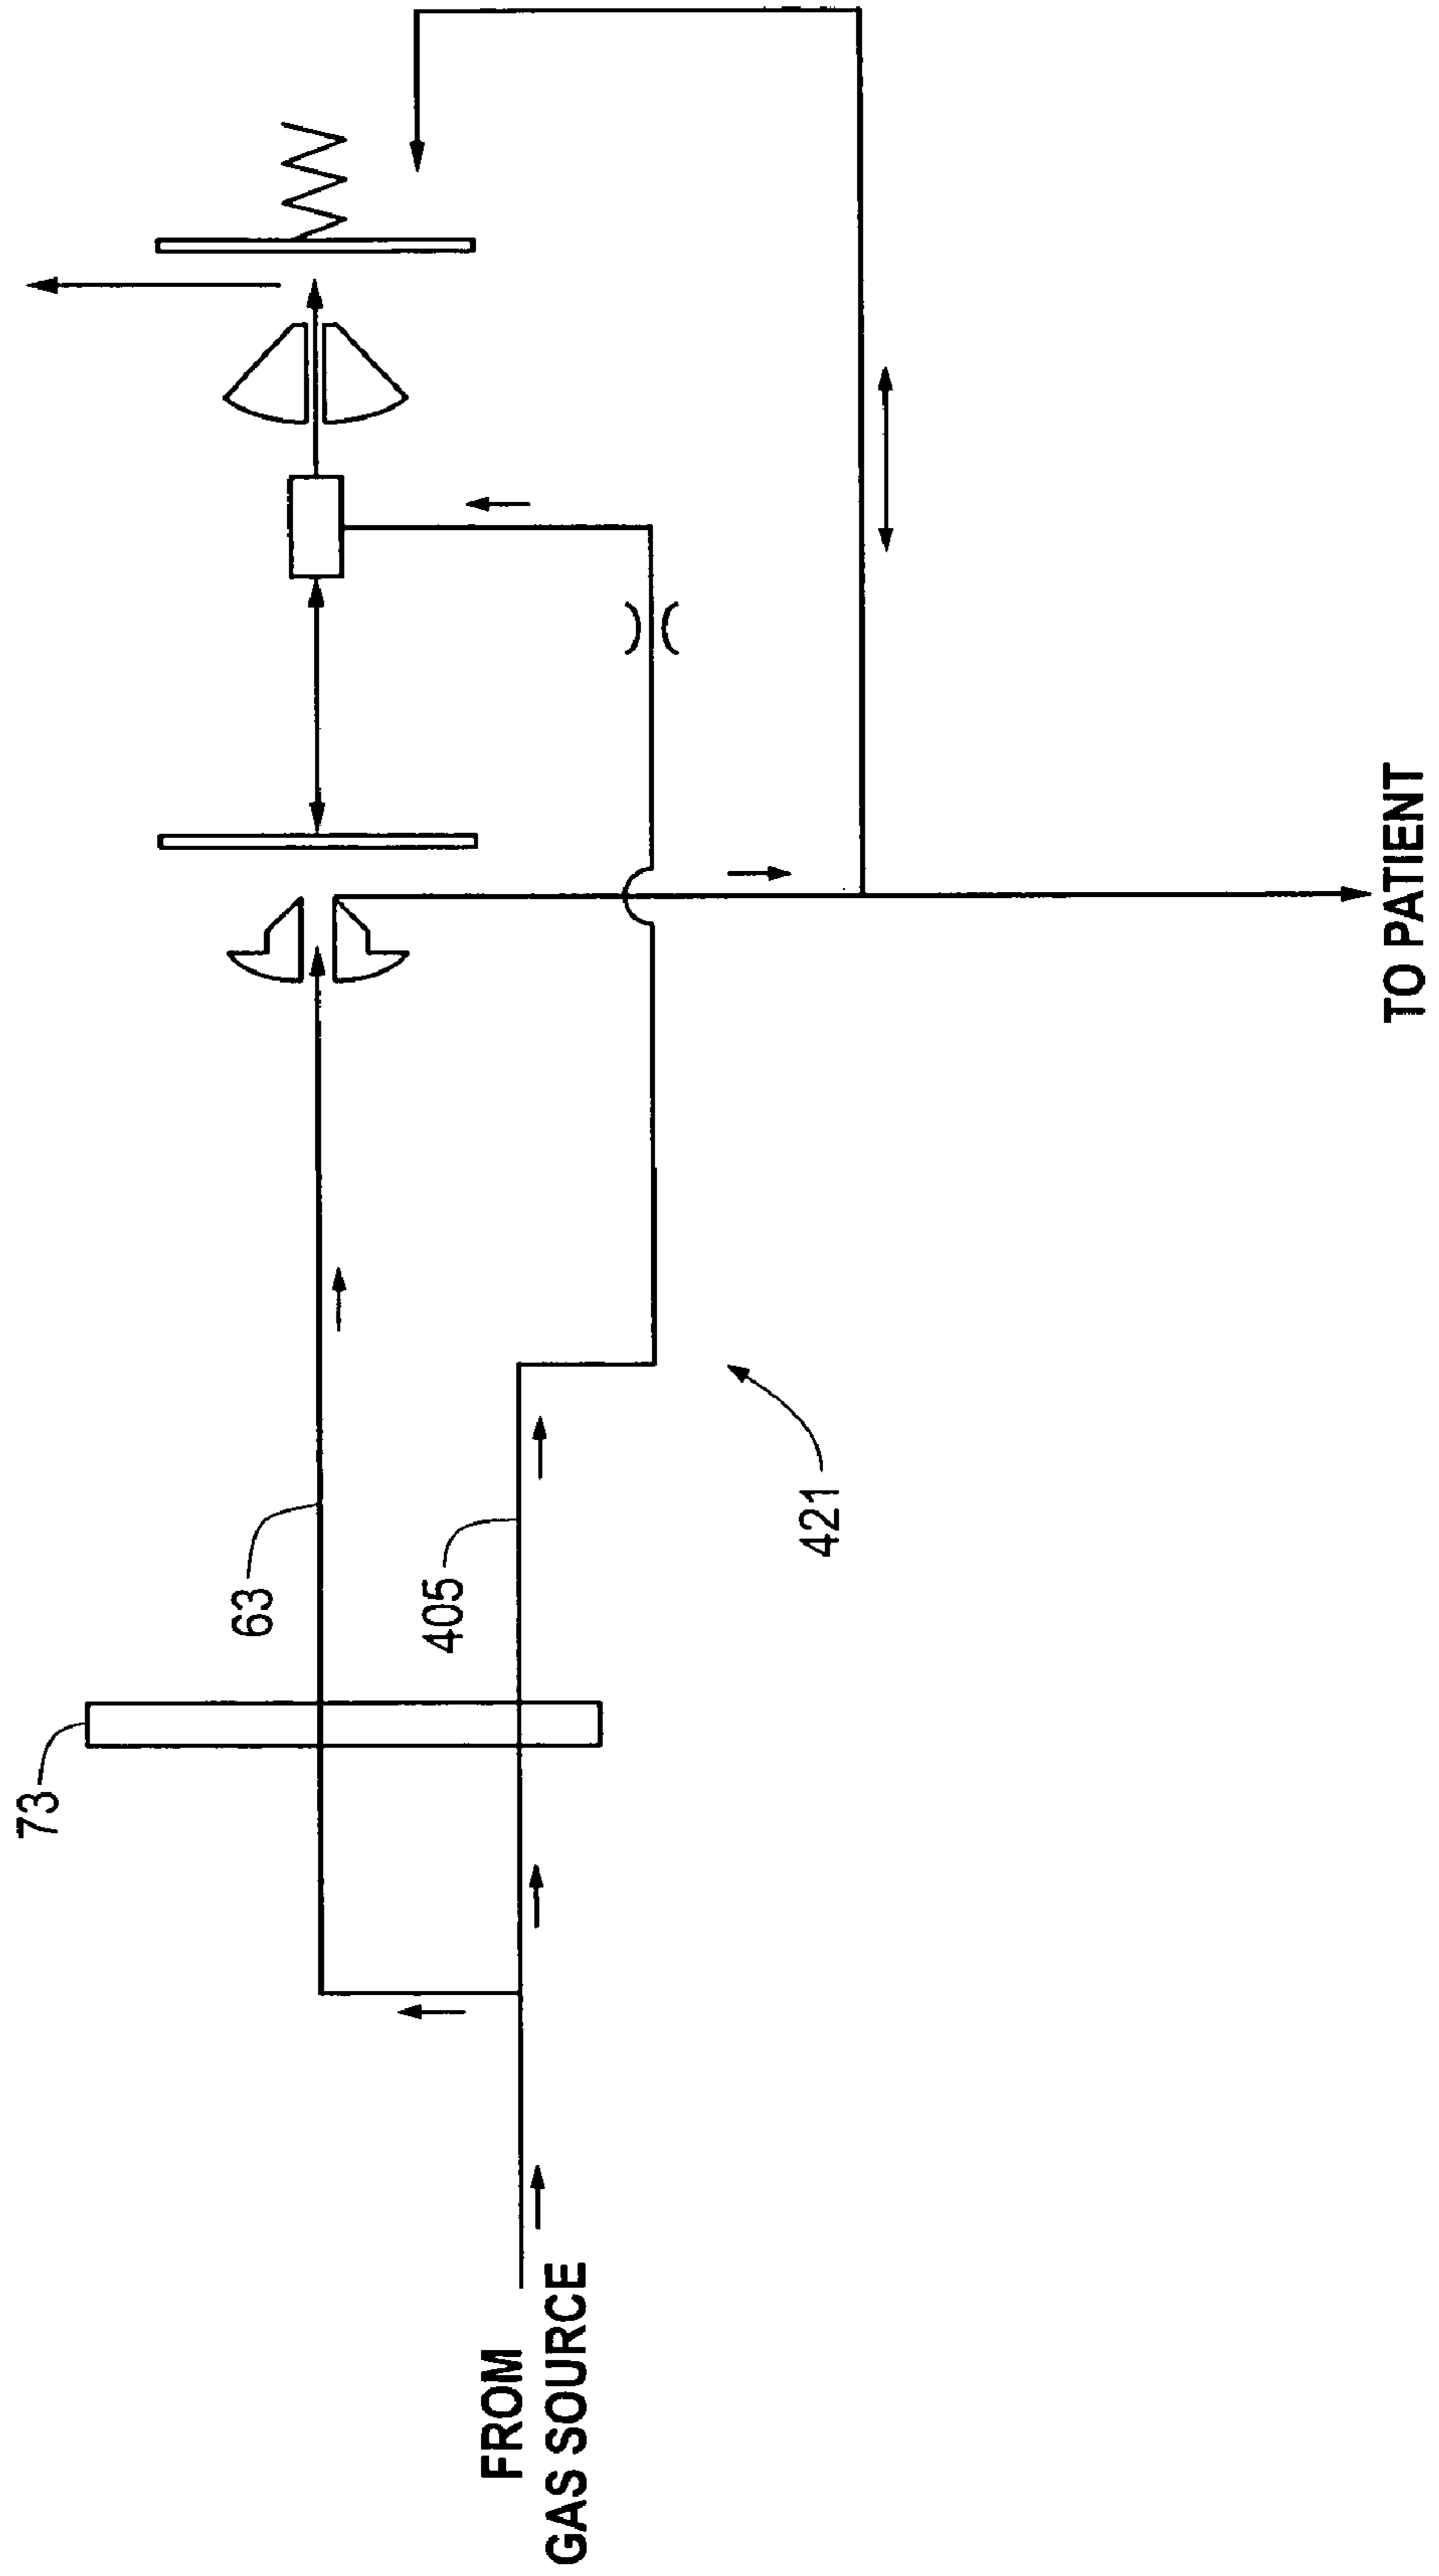 FROM
GAS SOURCE
73
63
405
421
TO PATIENT